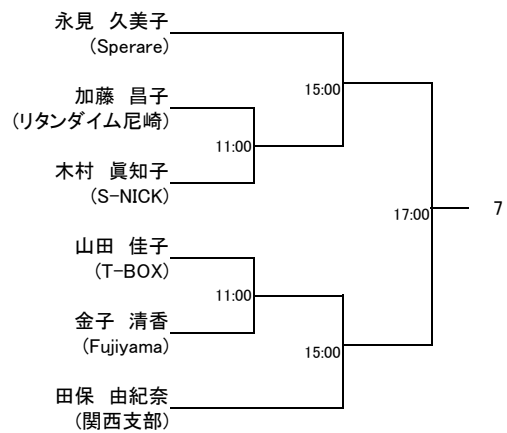 永見　久美子
(Sperare)
15:00
加藤　昌子
(リタンダイム尼崎)
11:00
木村　眞知子
(S-NICK)
17:00
7
山田　佳子
(T-BOX)
11:00
金子　清香
(Fujiyama)
15:00
田保　由紀奈
(関西支部)